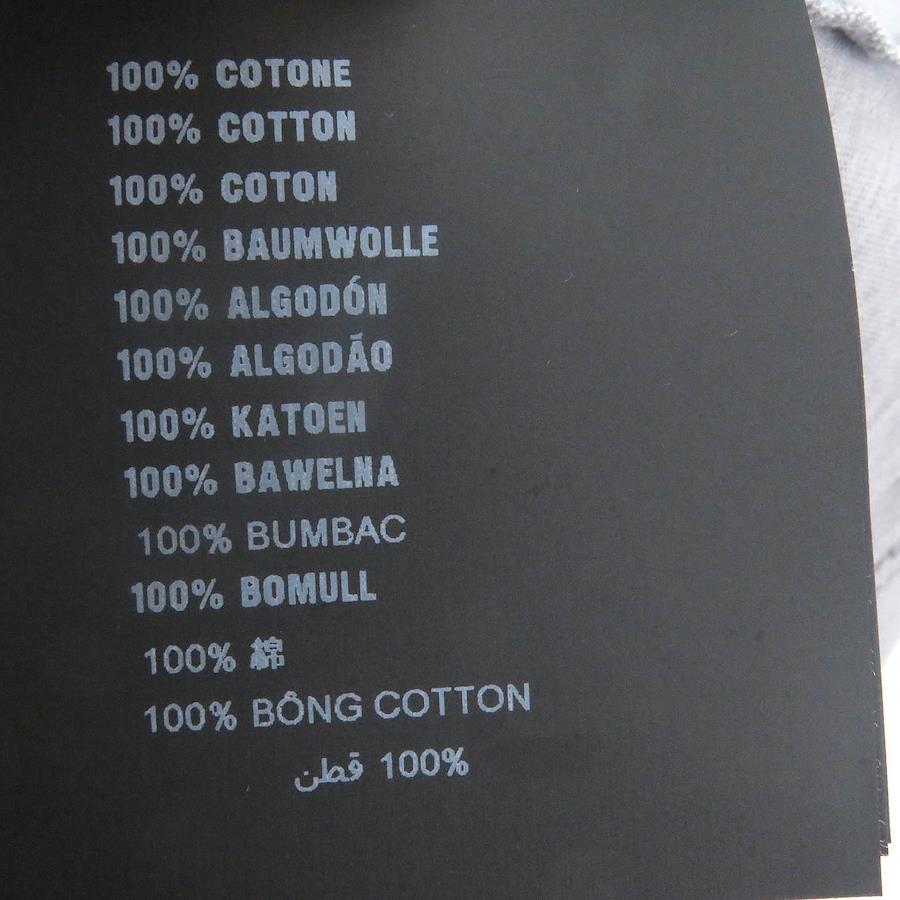 100% COTONE
100% COTTON
100% COTON
100% BAUMWOLLE
100% ALGODÓN
100% ALGODÃO
100% KATOEN
100% BAWELNA
100% BUMBAC
100% BOMULL
100% 綿
100% BÔNG COTTON
100% قطن